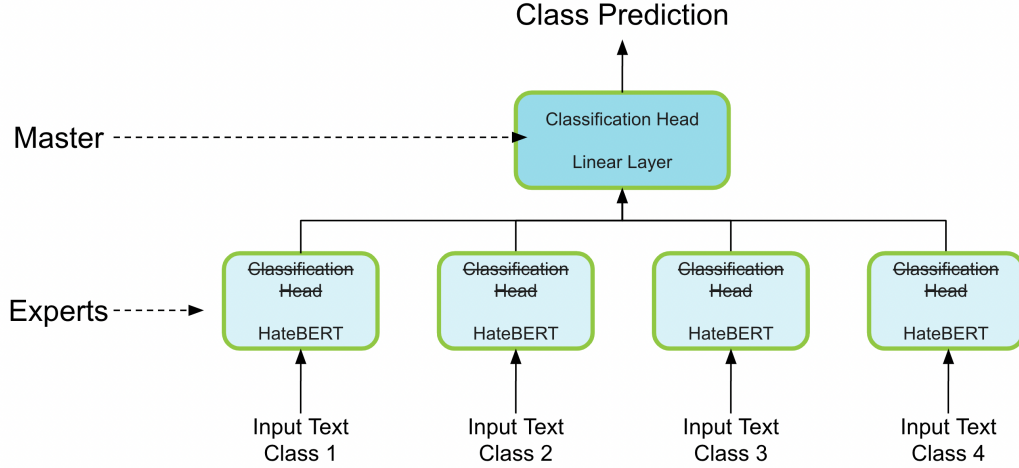 Class Prediction
Classification Head
Master
Linear Layer
Classification Classification Classification Classification
Head Head Head Head
Experts
HateBERT HateBERT HateBERT HateBERT
Input Text Input Text Input Text Input Text
Class 1 Class 2 Class 3 Class 4